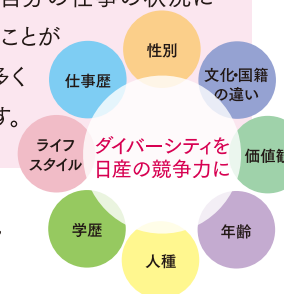 自分の仕事の状況に
ことが
多く
す。
性別
文化・国籍
の違い
価値観
年齢
人種
学歴
ライフ
スタイル
仕事歴
ダイバーシティを
日産の競争力に